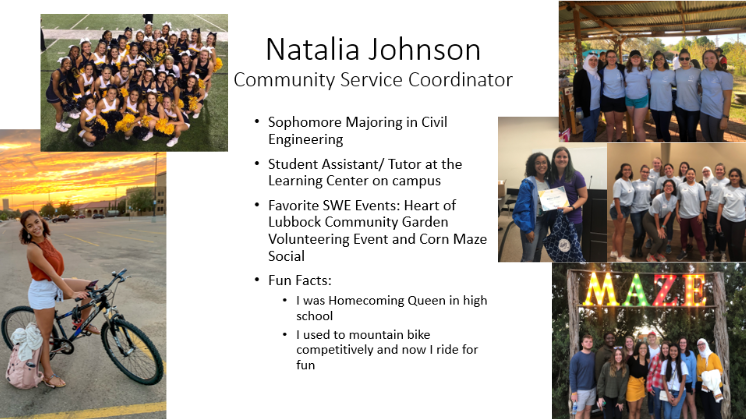 Natalia Johnson
Community Service Coordinator
• Sophomore Majoring in Civil
Engineering
• Student Assistant/ Tutor at the
Learning Center on campus
• Favorite SWE Events: Heart of
Lubbock Community Garden
Volunteering Event and Corn Maze
Social
• Fun Facts:
• I was Homecoming Queen in high
school
• I used to mountain bike
competitively and now I ride for
fun
MAZE